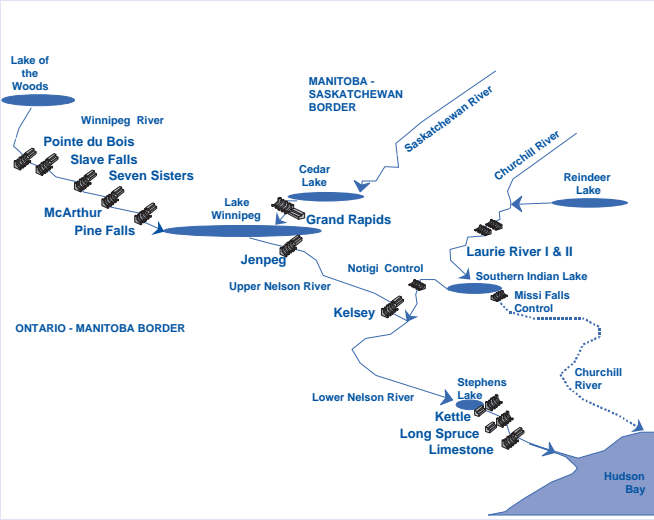 Lake of
the
Woods
MANITOBA -
SASKATCHEWAN
BORDER
Saskatchewan River
Winnipeg River
Pointe du Bois
Slave Falls
Seven Sisters
McArthur
Pine Falls
Churchill River
Cedar
Lake
Reindeer
Lake
Lake
Winnipeg
Grand Rapids
Laurie River I & II
Jenpeg
Notigi Control
Southern Indian Lake
Upper Nelson River
Missi Falls
Control
Kelsey
ONTARIO - MANITOBA BORDER
Churchill
River
Lower Nelson River
Stephens
Lake
Kettle
Long Spruce
Limestone
Hudson
Bay